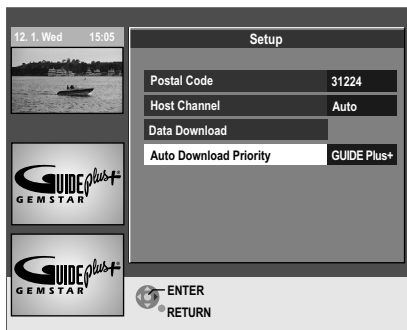 12. 1. Wed 15:05
Setup
Postal Code 31224
Host Channel Auto
Data Download
Auto Download Priority GUIDE Plus+
GUIDE plus+
GEMSTAR
GUIDE plus+
GEMSTAR
ENTER
RETURN